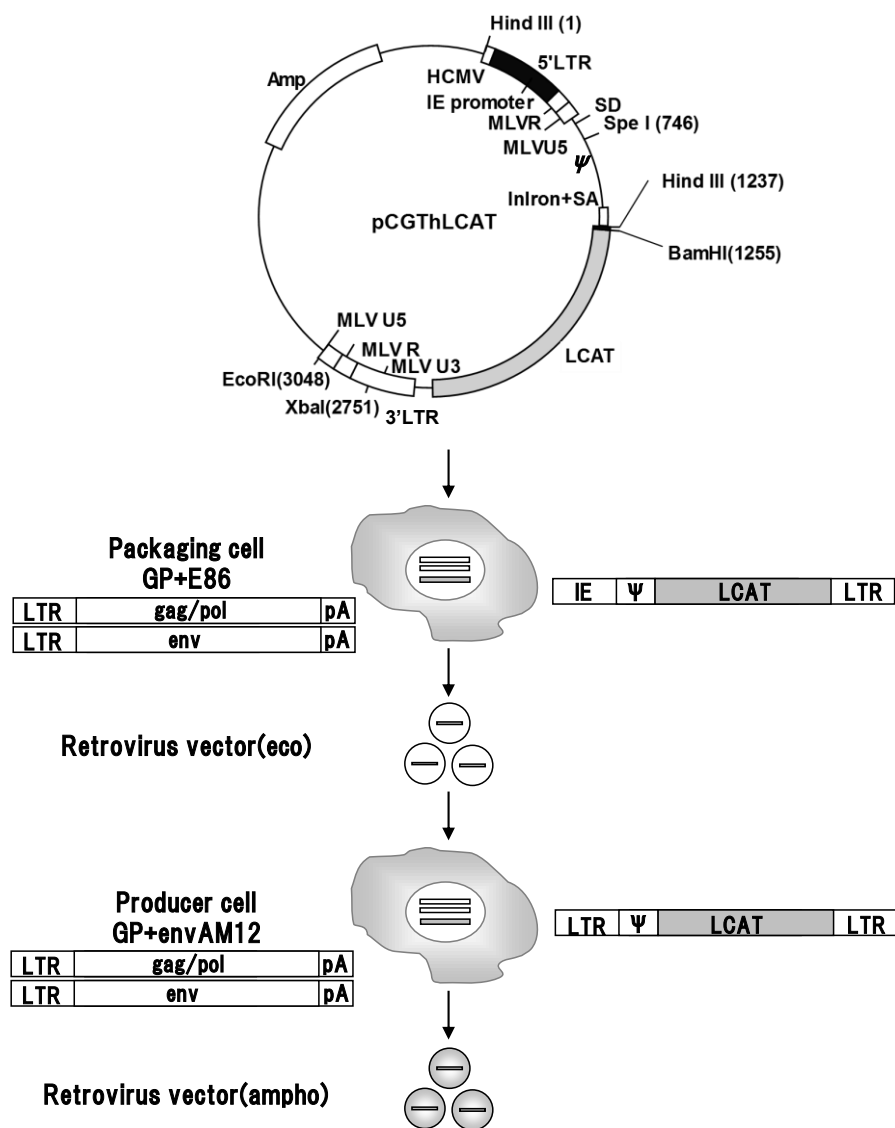 Hind III (1)
5'LTR
HCMV
IE promoter
MLVR
MLVU5
SD
Spe I (746)
Ψ
Amp
InIron+SA
Hind III (1237)
BamHI(1255)
pCGThLCAT
LCAT
MLV U5
MLV R
MLV U3
EcoRI(3048)
XbaI(2751)
3'LTR
Packaging cell
GP+E86
LTR gag/pol pA
LTR env pA
IE Ψ LCAT LTR
Retrovirus vector(eco)
Producer cell
GP+envAM12
LTR gag/pol pA
LTR env pA
LTR Ψ LCAT LTR
Retrovirus vector(ampho)